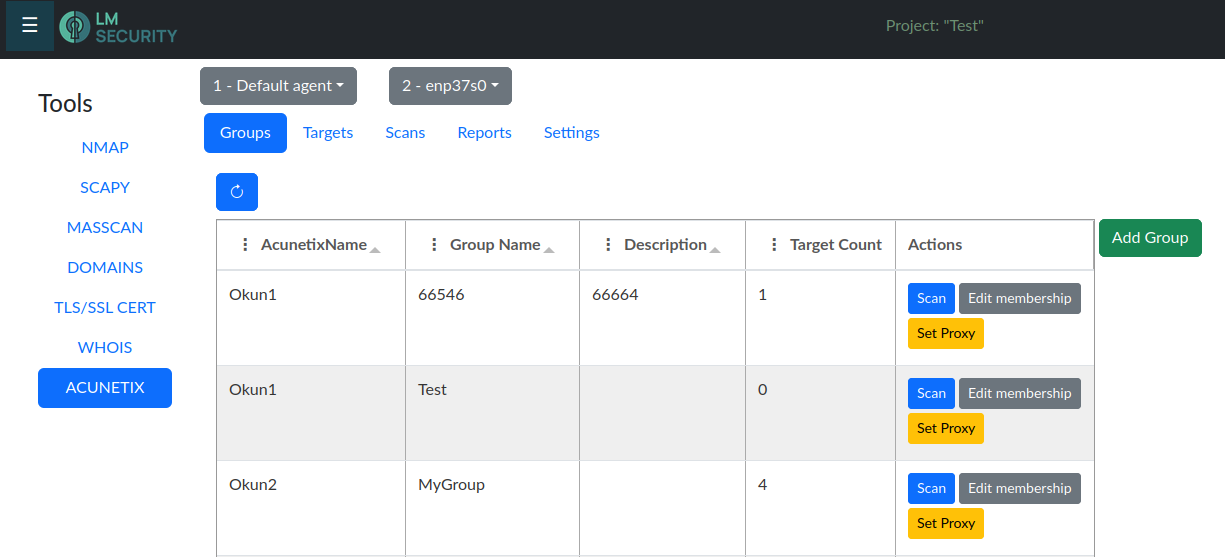 ☰ LM SECURITY Project: "Test"
1 - Default agent 2 - enp37s0
Tools
Groups Targets Scans Reports Settings
NMAP
SCAPY
MASSCAN
DOMAINS
TLS/SSL CERT
WHOIS
ACUNETIX
AcunetixName Group Name Description Target Count Actions
Add Group
Okun1 66546 66664 1 Scan Edit membership
Set Proxy
Okun1 Test 0 Scan Edit membership
Set Proxy
Okun2 MyGroup 4 Scan Edit membership
Set Proxy